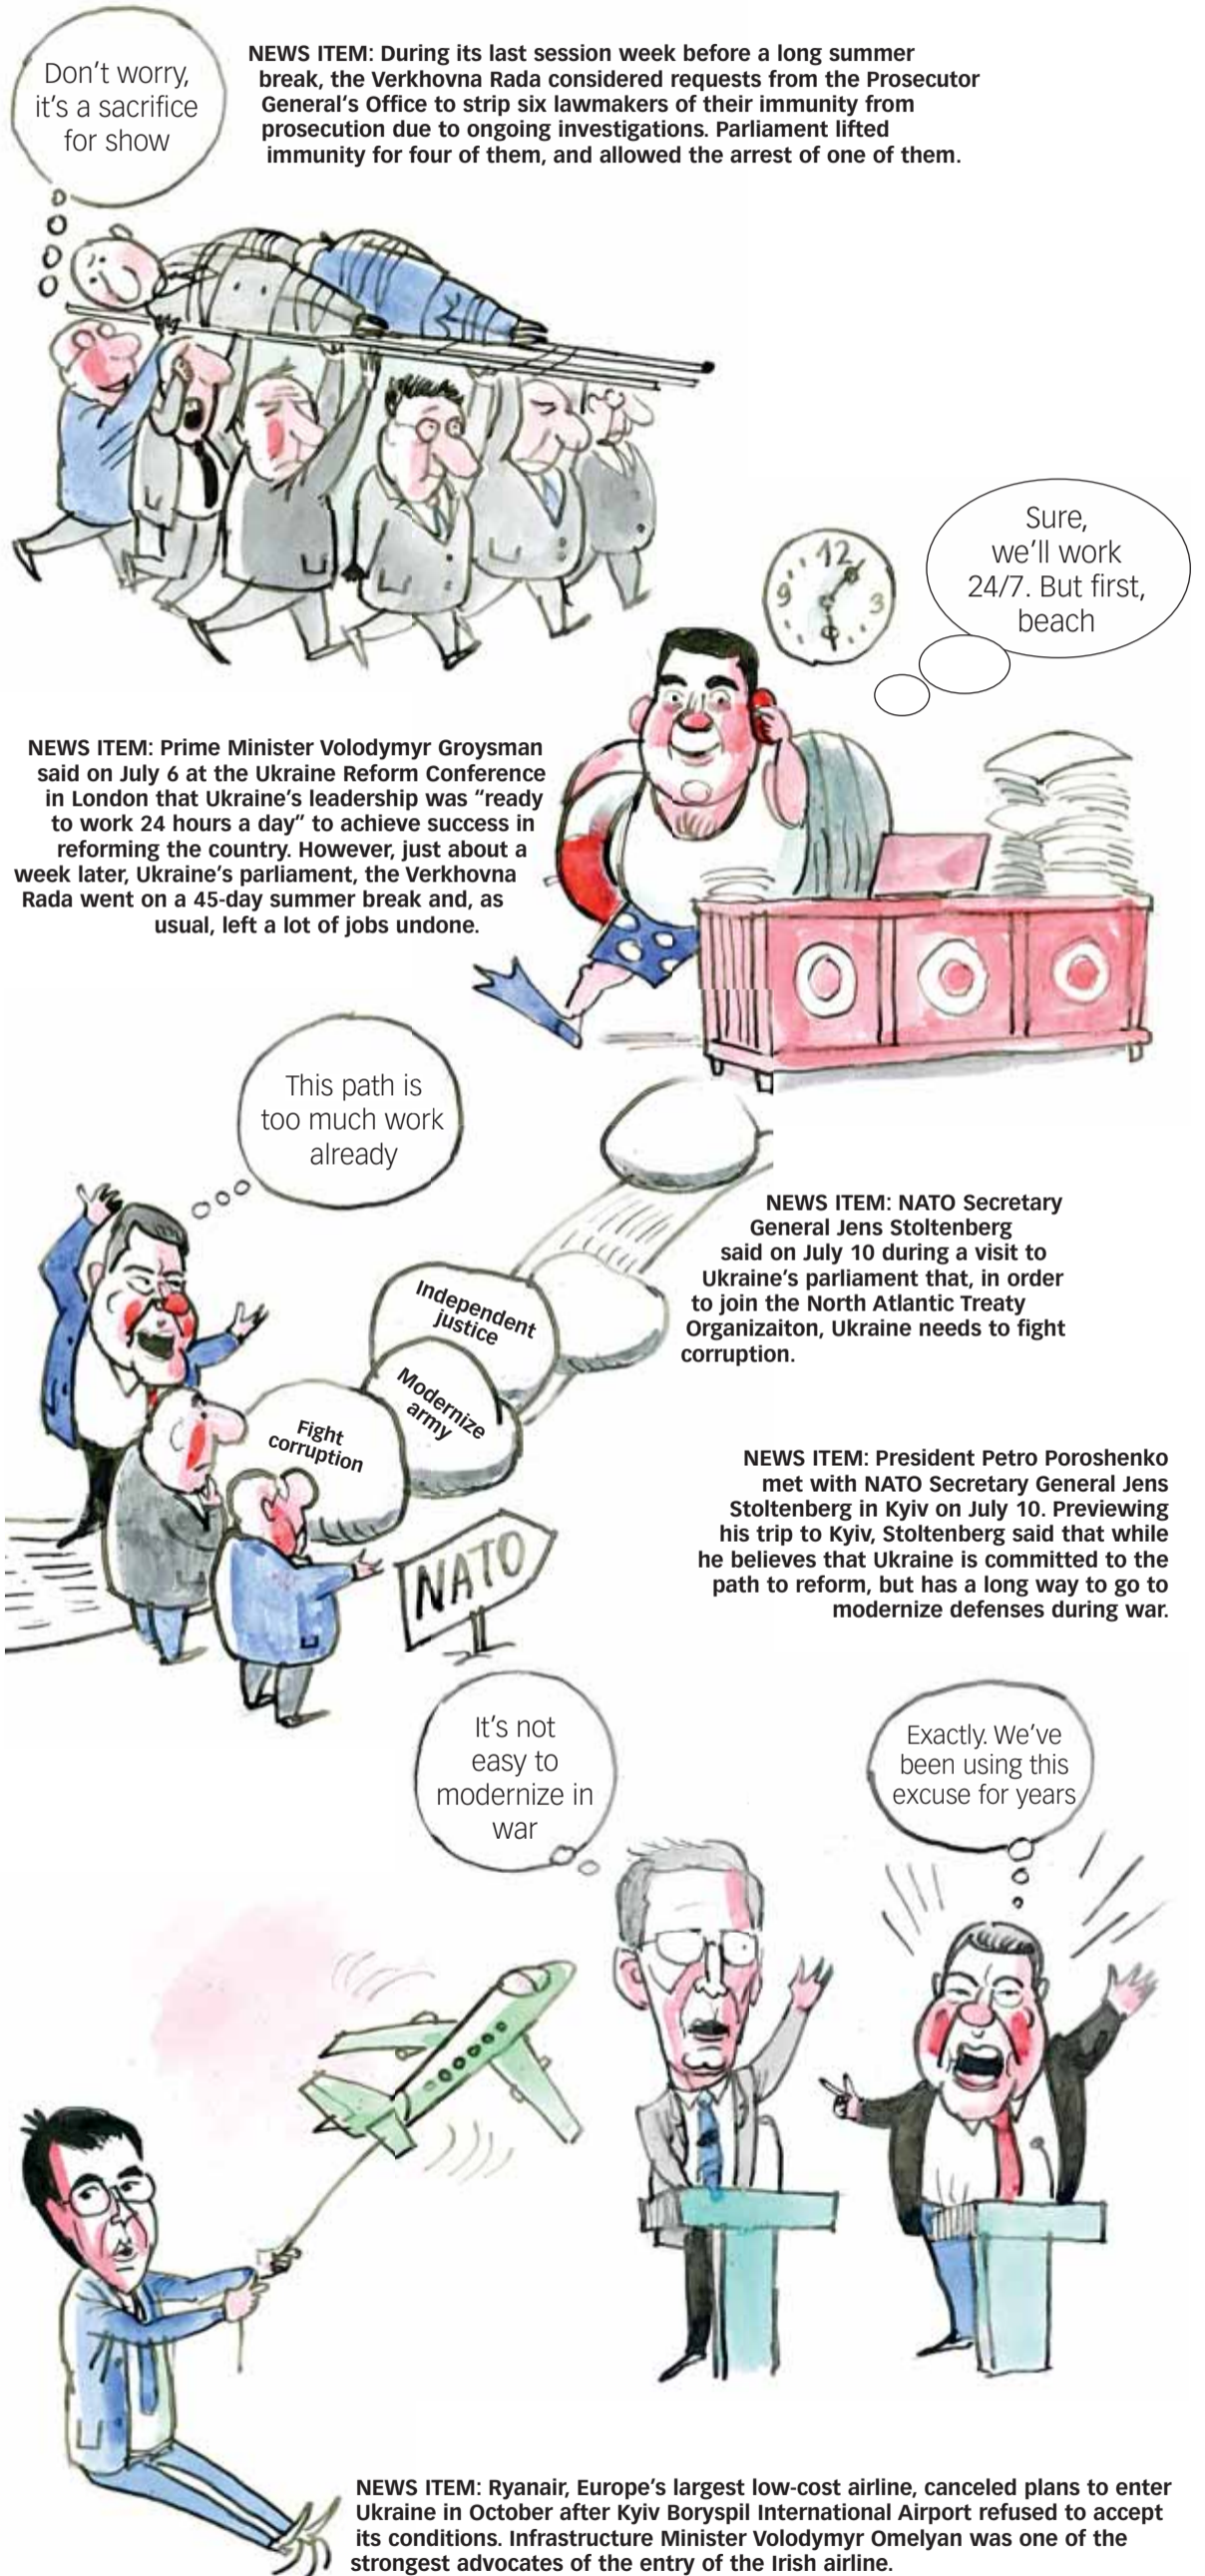 Don't worry,
it's a sacrifice
for show
NEWS ITEM: During its last session week before a long summer
break, the Verkhovna Rada considered requests from the Prosecutor
General's Office to strip six lawmakers of their immunity from
prosecution due to ongoing investigations. Parliament lifted
immunity for four of them, and allowed the arrest of one of them.
12
9
3
6
Sure,
we'll work
24/7. But first,
beach
NEWS ITEM: Prime Minister Volodymyr Groysman
said on July 6 at the Ukraine Reform Conference
in London that Ukraine's leadership was "ready
to work 24 hours a day" to achieve success in
reforming the country. However, just about a
week later, Ukraine's parliament, the Verkhovna
Rada went on a 45-day summer break and, as
usual, left a lot of jobs undone.
This path is
too much work
already
Independent
justice
Modernize
army
Fight
corruption
NATO
NEWS ITEM: NATO Secretary
General Jens Stoltenberg
said on July 10 during a visit to
Ukraine's parliament that, in order
to join the North Atlantic Treaty
Organizaiton, Ukraine needs to fight
corruption.
NEWS ITEM: President Petro Poroshenko
met with NATO Secretary General Jens
Stoltenberg in Kyiv on July 10. Previewing
his trip to Kyiv, Stoltenberg said that while
he believes that Ukraine is committed to the
path to reform, but has a long way to go to
modernize defenses during war.
It's not
easy to
modernize in
war
Exactly. We've
been using this
excuse for years
NEWS ITEM: Ryanair, Europe's largest low-cost airline, canceled plans to enter
Ukraine in October after Kyiv Boryspil International Airport refused to accept
its conditions. Infrastructure Minister Volodymyr Omelyan was one of the
strongest advocates of the entry of the Irish airline.